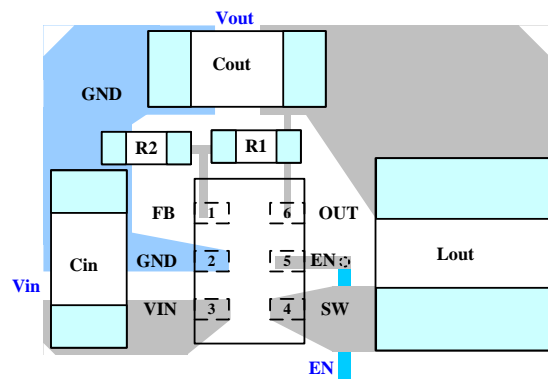 Vout
Cout
GND
R2
R1
FB
1
6
OUT
Cin
GND
2
5
EN
Lout
Vin
VIN
3
4
SW
EN